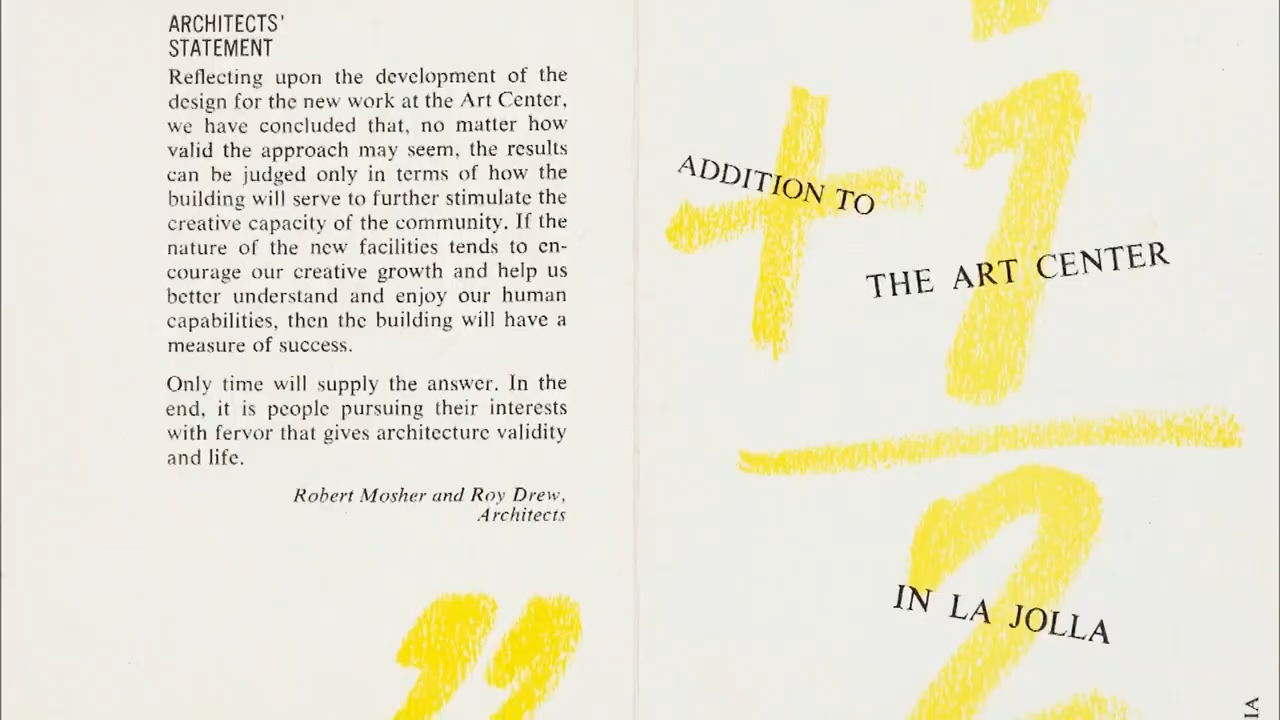 ARCHITECTS'
STATEMENT
Reflecting upon the development of the
design for the new work at the Art Center,
we have concluded that, no matter how
valid the approach may seem, the results
can be judged only in terms of how the
building will serve to further stimulate the
creative capacity of the community. If the
nature of the new facilities tends to en-
courage our creative growth and help us
better understand and enjoy our human
capabilities, then the building will have a
measure of success.
Only time will supply the answer. In the
end, it is people pursuing their interests
with fervor that gives architecture validity
and life.
Robert Mosher and Roy Drew,
Architects
"
+1
ADDITION TO
THE ART CENTER
2
IN LA JOLLA